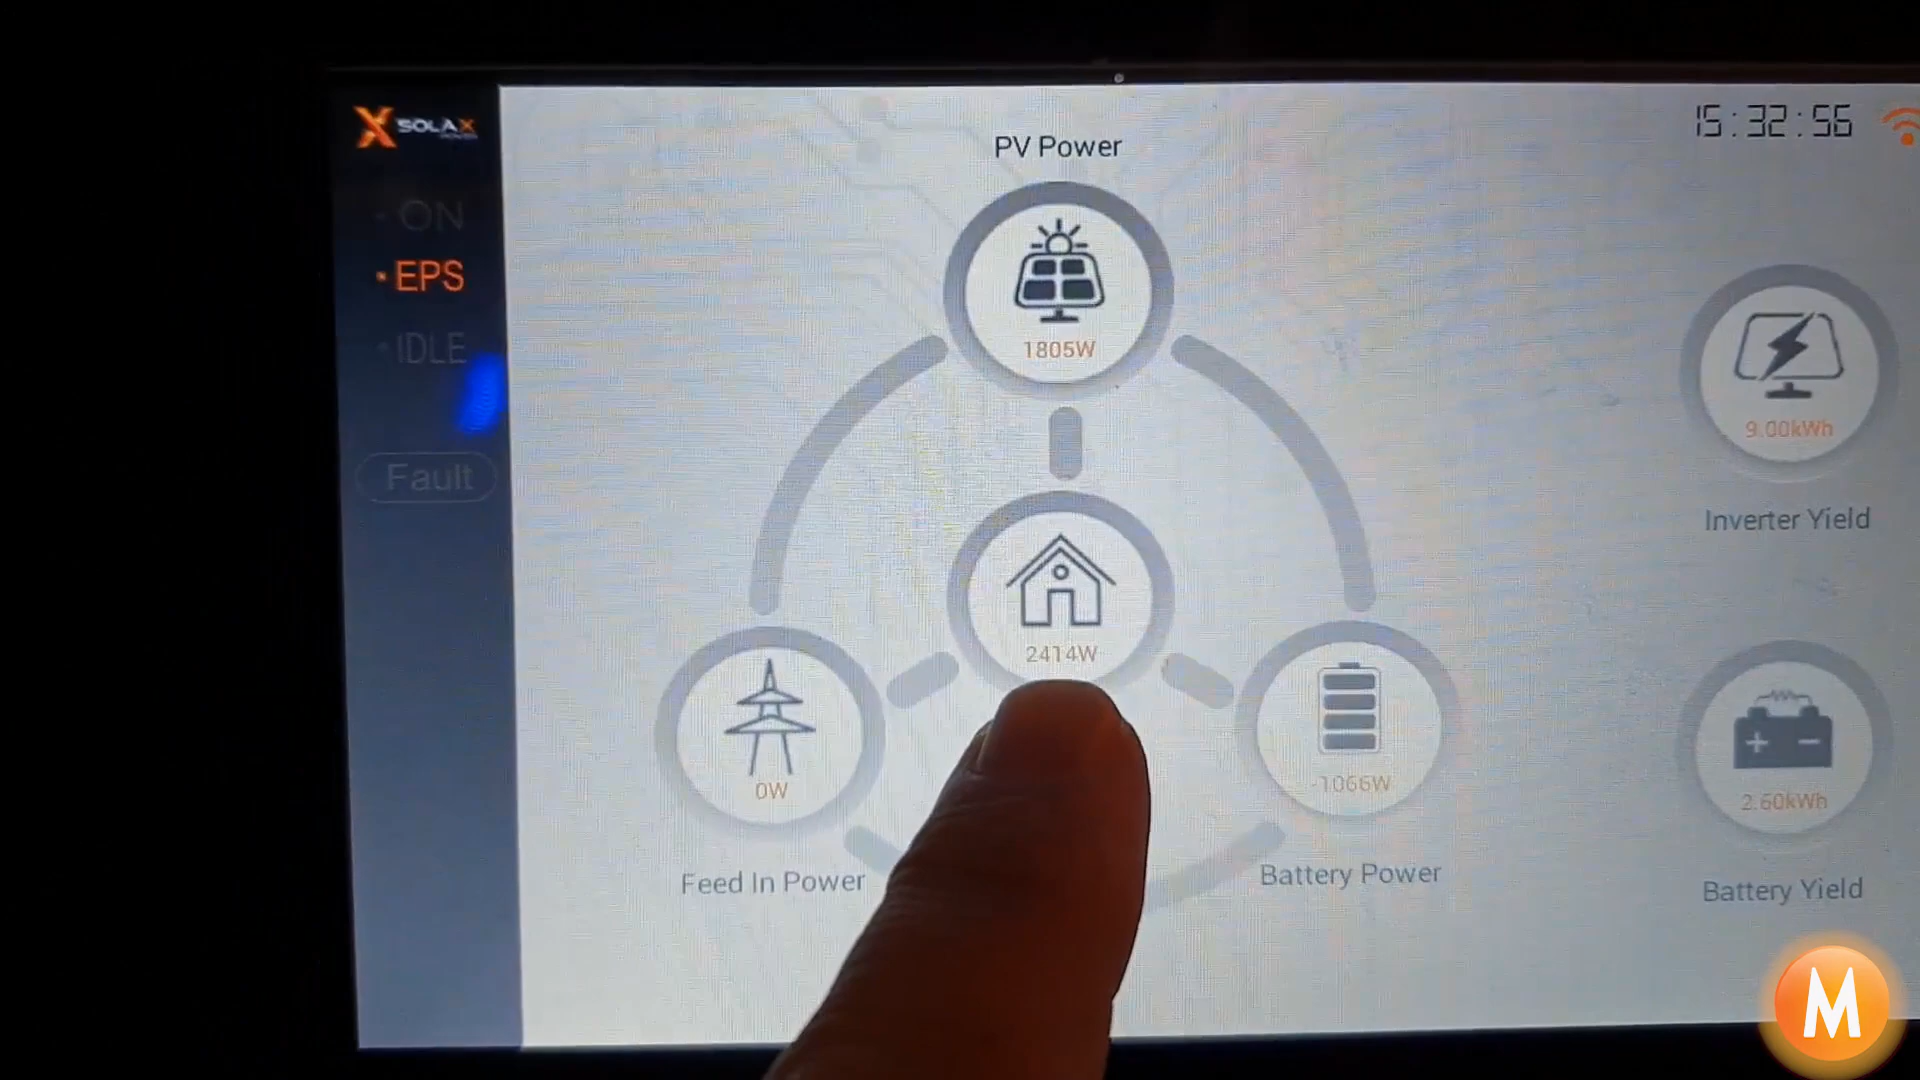 SOLAX
POWER
ON
EPS
IDLE
Fault
15:32:56
PV Power
1805W
2414W
0W
Feed In Power
-1066W
Battery Power
9.00kWh
Inverter Yield
2.60kWh
Battery Yield
M